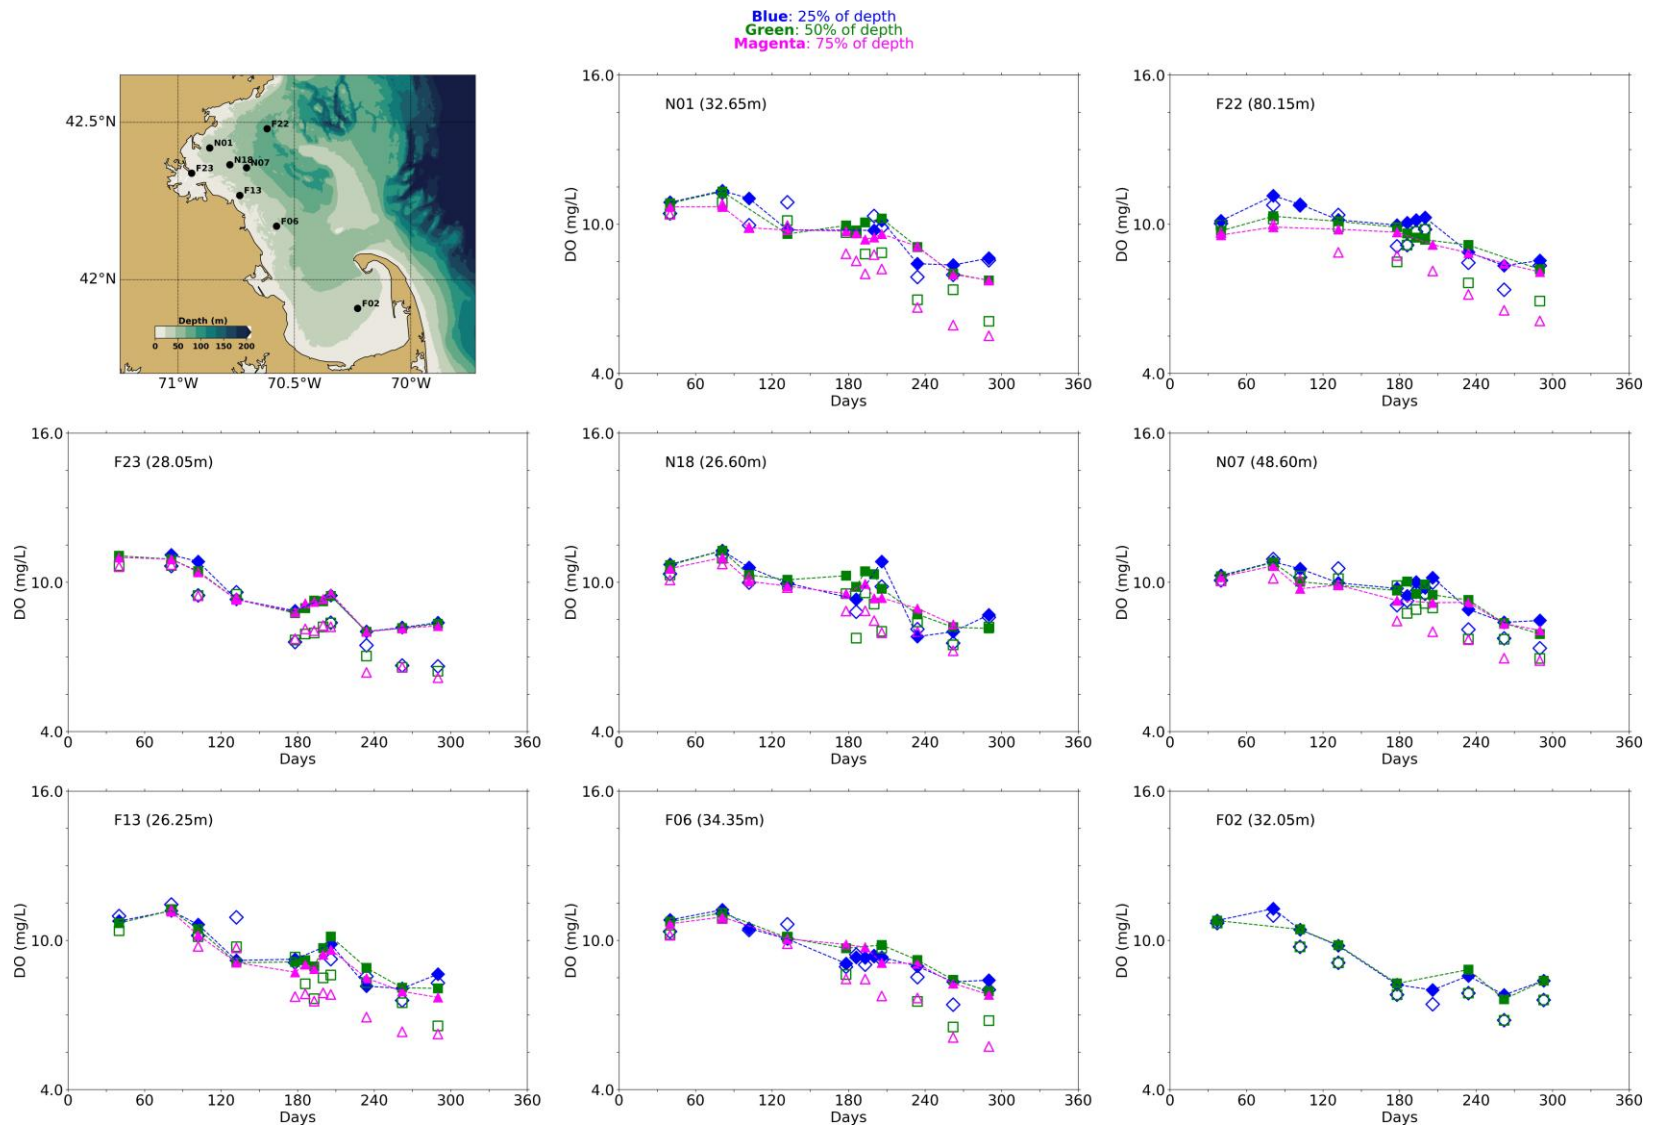 Blue: 25% of depth
Green: 50% of depth
Magenta: 75% of depth
42.5°N
42°N
71°W
70.5°W
70°W
F22
N01
N18
N07
F23
F13
F06
F02
Depth (m)
0 50 100 150 200
N01 (32.65m)
16.0
10.0
4.0
DO (mg/L)
0 60 120 180 240 300 360
Days
F22 (80.15m)
16.0
10.0
4.0
DO (mg/L)
0 60 120 180 240 300 360
Days
F23 (28.05m)
16.0
10.0
4.0
DO (mg/L)
0 60 120 180 240 300 360
Days
N18 (26.60m)
16.0
10.0
4.0
DO (mg/L)
0 60 120 180 240 300 360
Days
N07 (48.60m)
16.0
10.0
4.0
DO (mg/L)
0 60 120 180 240 300 360
Days
F13 (26.25m)
16.0
10.0
4.0
DO (mg/L)
0 60 120 180 240 300 360
Days
F06 (34.35m)
16.0
10.0
4.0
DO (mg/L)
0 60 120 180 240 300 360
Days
F02 (32.05m)
16.0
10.0
4.0
DO (mg/L)
0 60 120 180 240 300 360
Days